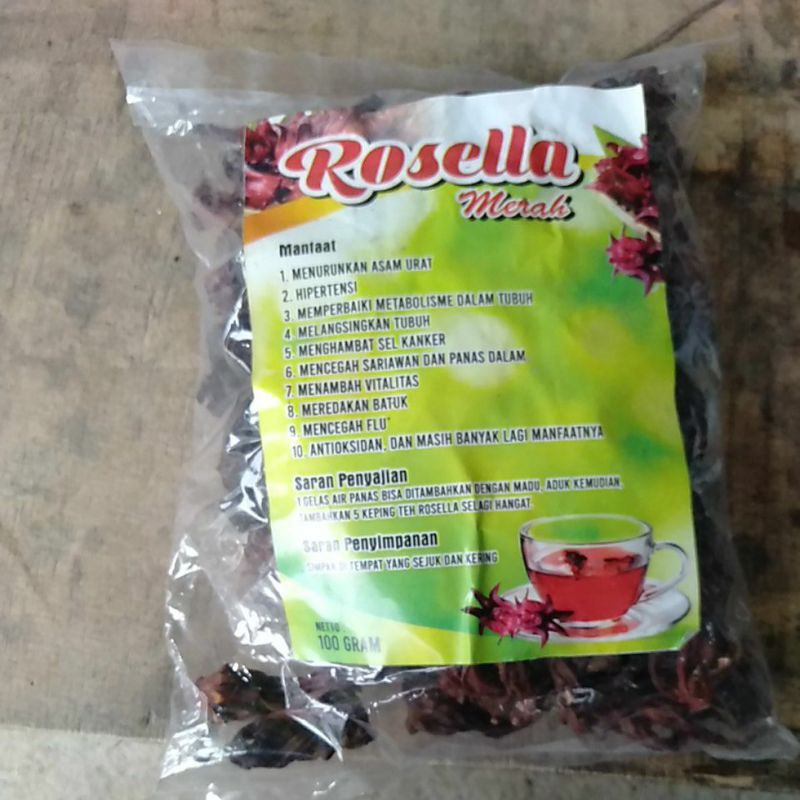 Rosella
Merah
Manfaat
1. MENURUNKAN ASAM URAT
2. HIPERTENSI
3. MEMPERBAIKI METABOLISME DALAM TUBUH
4. MELANGSINGKAN TUBUH
5. MENGHAMBAT SEL KANKER
6. MENCEGAH SARIAWAN DAN PANAS DALAM
7. MENAMBAH VITALITAS
8. MEREDAKAN BATUK
9. MENCEGAH FLU"
10. ANTIOKSIDAN, DAN MASIH BANYAK LAGI MANFAATNYA
Saran Penyajian
1 GELAS AIR PANAS BISA DITAMBAHKAN DENGAN MADU, ADUK KEMUDIAN,
TAMBAHKAN 5 KEPING TEH ROSELLA SELAGI HANGAT.
Saran Penyimpanan
SIMPAN DI TEMPAT YANG SEJUK DAN KERING
NETTO :
100 GRAM